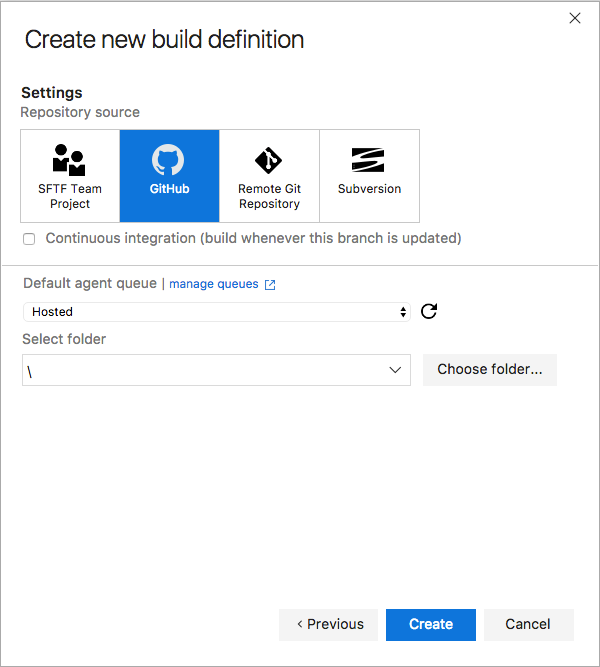 Create new build definition
Settings
Repository source
SFTF Team
Project
GitHub
Remote Git
Repository
Subversion
Continuous integration (build whenever this branch is updated)
Default agent queue | manage queues
Hosted
Select folder
\
Choose folder...
‹ Previous
Create
Cancel